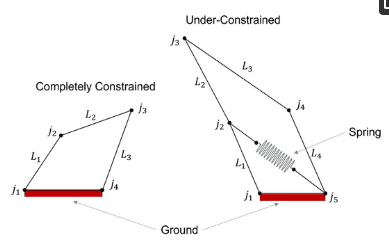 Under-Constrained
j₃
L₃
Completely Constrained
L₂
j₃
L₂
j₄
j₂
j₂
Spring
L₁
L₃
L₁
L₄
j₁
j₄
j₁
j₅
Ground